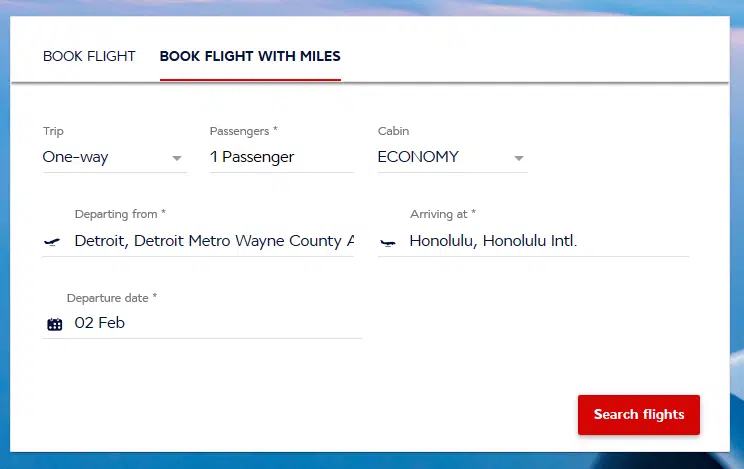 BOOK FLIGHT BOOK FLIGHT WITH MILES
Trip Passengers * Cabin
One-way 1 Passenger ECONOMY
Departing from * Arriving at *
Detroit, Detroit Metro Wayne County A Honolulu, Honolulu Intl.
Departure date *
02 Feb
Search flights